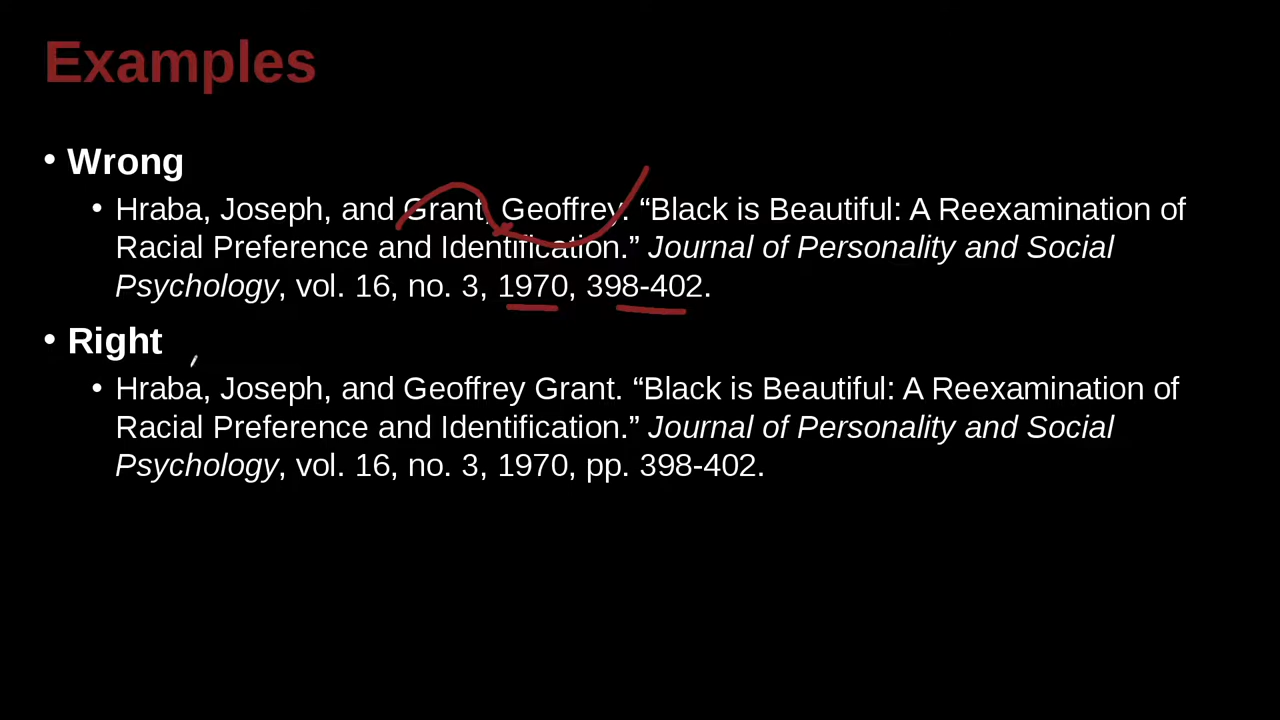 Examples
• Wrong
• Hraba, Joseph, and Grant, Geoffrey. “Black is Beautiful: A Reexamination of
Racial Preference and Identification.” Journal of Personality and Social
Psychology, vol. 16, no. 3, 1970, 398-402.
• Right
• Hraba, Joseph, and Geoffrey Grant. “Black is Beautiful: A Reexamination of
Racial Preference and Identification.” Journal of Personality and Social
Psychology, vol. 16, no. 3, 1970, pp. 398-402.